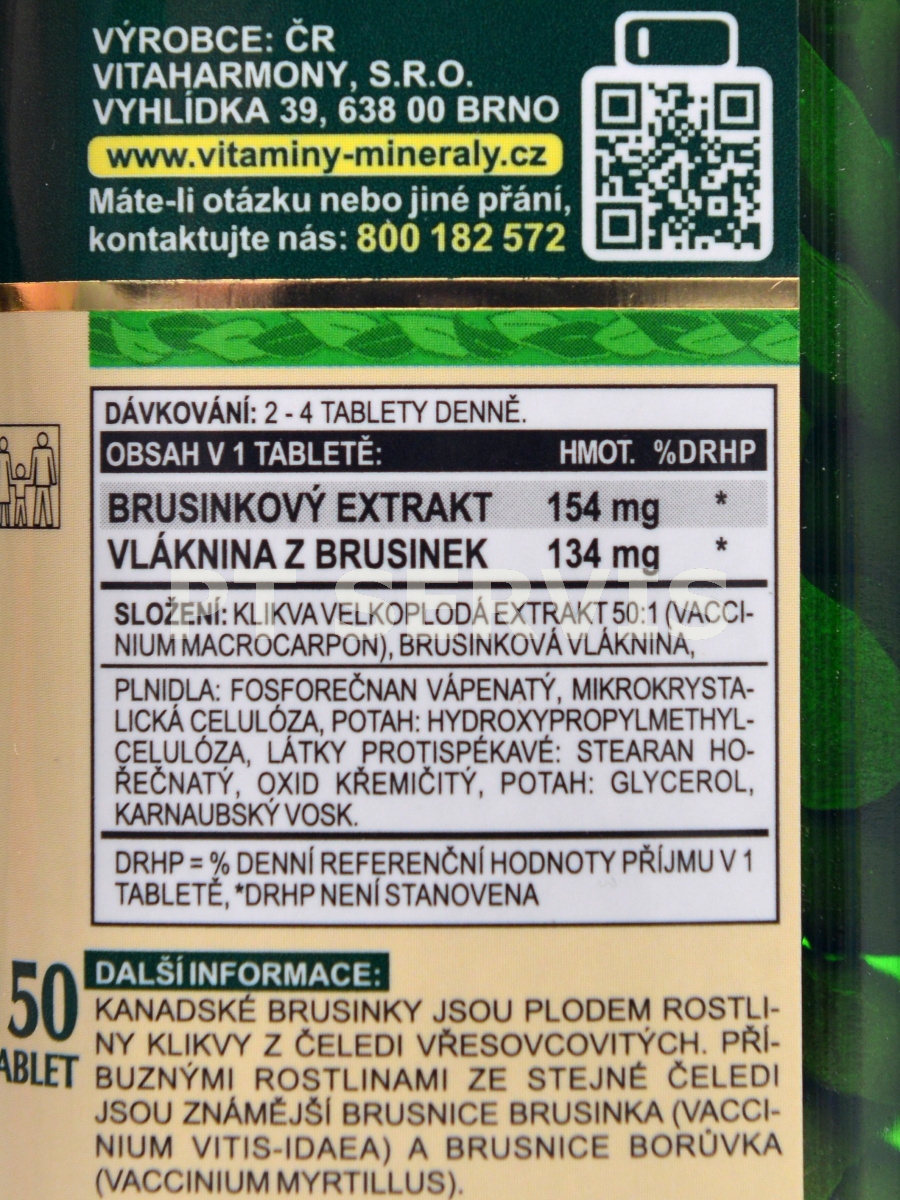 VÝROBCE: ČR
VITAHARMONY, S.R.O.
VYHLÍDKA 39, 638 00 BRNO
www.vitaminy-mineraly.cz
Máte-li otázku nebo jiné přání,
kontaktujte nás: 800 182 572
DÁVKOVÁNÍ: 2 - 4 TABLETY DENNĚ.
OBSAH V 1 TABLETĚ: HMOT. %DRHP
BRUSINKOVÝ EXTRAKT 154 mg *
VLÁKNINA Z BRUSINEK 134 mg *
PT SERVIS
SLOŽENÍ: KLIKVA VELKOPLODÁ EXTRAKT 50:1 (VACCI-
NIUM MACROCARPON), BRUSINKOVÁ VLÁKNINA,
PLNIDLA: FOSFOREČNAN VÁPENATÝ, MIKROKRYSTA-
LICKÁ CELULÓZA, POTAH: HYDROXYPROPYLMETHYL-
CELULÓZA, LÁTKY PROTISPÉKAVÉ: STEARAN HO-
ŘEČNATÝ, OXID KŘEMIČITÝ, POTAH: GLYCEROL,
KARNAUBSKÝ VOSK.
DRHP = % DENNÍ REFERENČNÍ HODNOTY PŘÍJMU V 1
TABLETĚ, *DRHP NENÍ STANOVENA
50
ABLET
DALŠÍ INFORMACE:
KANADSKÉ BRUSINKY JSOU PLODEM ROSTLI-
NY KLIKVY Z ČELEDI VŘESOVCOVITÝCH. PŘÍ-
BUZNÝMI ROSTLINAMI ZE STEJNÉ ČELEDI
JSOU ZNÁMĚJŠÍ BRUSNICE BRUSINKA (VACCI-
NIUM VITIS-IDAEA) A BRUSNICE BORŮVKA
(VACCINIUM MYRTILLUS).